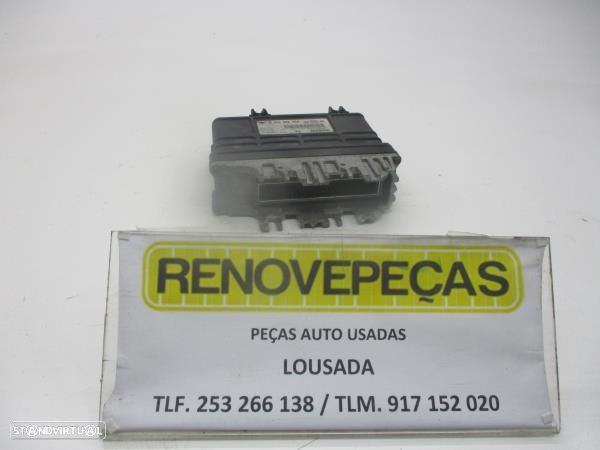 RENOVEPEÇAS
PEÇAS AUTO USADAS
LOUSADA
TLF. 253 266 138 / TLM. 917 152 020
STANDVIRTUAL